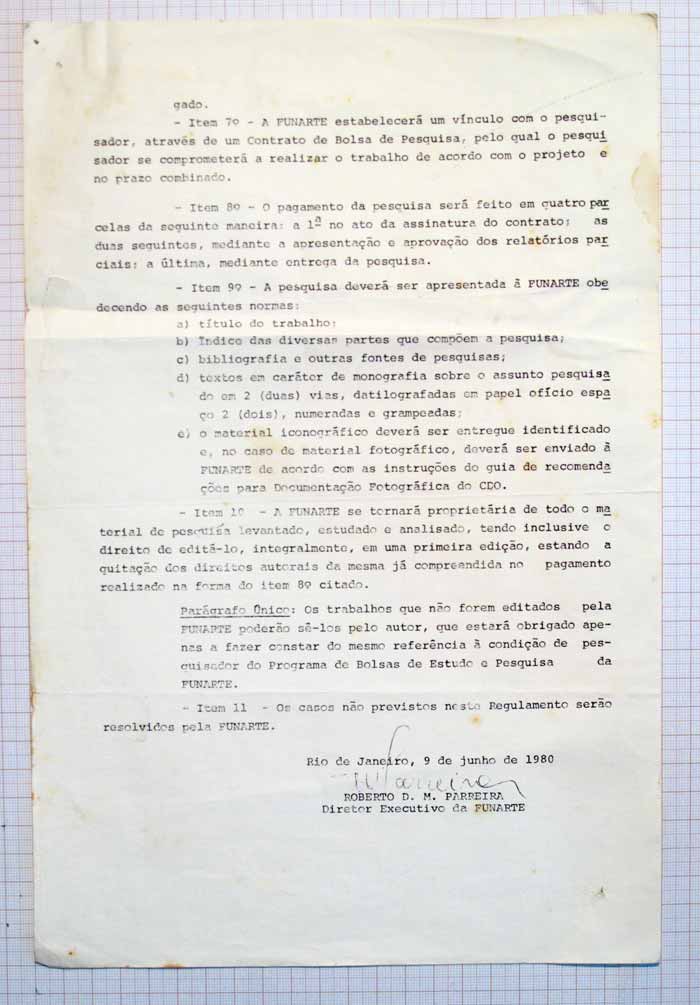 gado.
- Item 7º - A FUNARTE estabelecerá um vínculo com o pesqui-
sador, através de um Contrato de Bolsa de Pesquisa, pelo qual o pesqui
sador se comprometerá a realizar o trabalho de acordo com o projeto e
no prazo combinado.
- Item 8º - O pagamento da pesquisa será feito em quatro par
celas da seguinte maneira: a 1ª no ato da assinatura do contrato; as
duas seguintes, mediante a apresentação e aprovação dos relatórios par
ciais; a última, mediante entrega da pesquisa.
- Item 9º - A pesquisa deverá ser apresentada à FUNARTE obe
decendo as seguintes normas:
a) título do trabalho;
b) Índice das diversas partes que compõem a pesquisa;
c) bibliografia e outras fontes de pesquisas;
d) textos em caráter de monografia sobre o assunto pesquisa
do em 2 (duas) vias, datilografadas em papel ofício espa
ço 2 (dois), numeradas e grampeadas;
e) o material iconográfico deverá ser entregue identificado
e, no caso de material fotográfico, deverá ser enviado à
FUNARTE de acordo com as instruções do guia de recomenda
ções para Documentação Fotográfica do CDO.
- Item 10 - A FUNARTE se tornará proprietária de todo o ma
terial de pesquisa levantado, estudado e analisado, tendo inclusive o
direito de editá-lo, integralmente, em uma primeira edição, estando a
quitação dos direitos autorais da mesma já compreendida no pagamento
realizado na forma do item 8º citado.
Parágrafo Único: Os trabalhos que não forem editados pela
FUNARTE poderão sê-los pelo autor, que estará obrigado ape-
nas a fazer constar do mesmo referência à condição de pes-
quisador do Programa de Bolsas de Estudo e Pesquisa da
FUNARTE.
- Item 11 - Os casos não previstos neste Regulamento serão
resolvidos pela FUNARTE.
Rio de Janeiro, 9 de junho de 1980
Parreira
ROBERTO D. M. PARREIRA
Diretor Executivo da FUNARTE